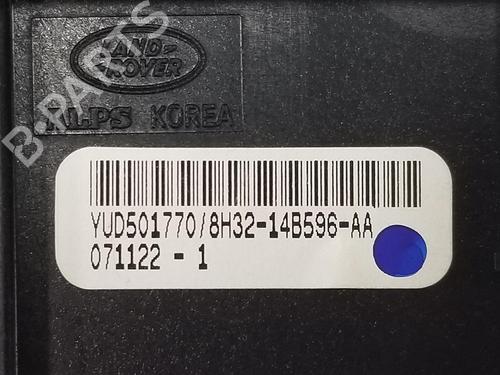 LAND
ROVER
ALPS KOREA
B-PARTS
YUD501770/8H32-14B596-AA
071122 - 1